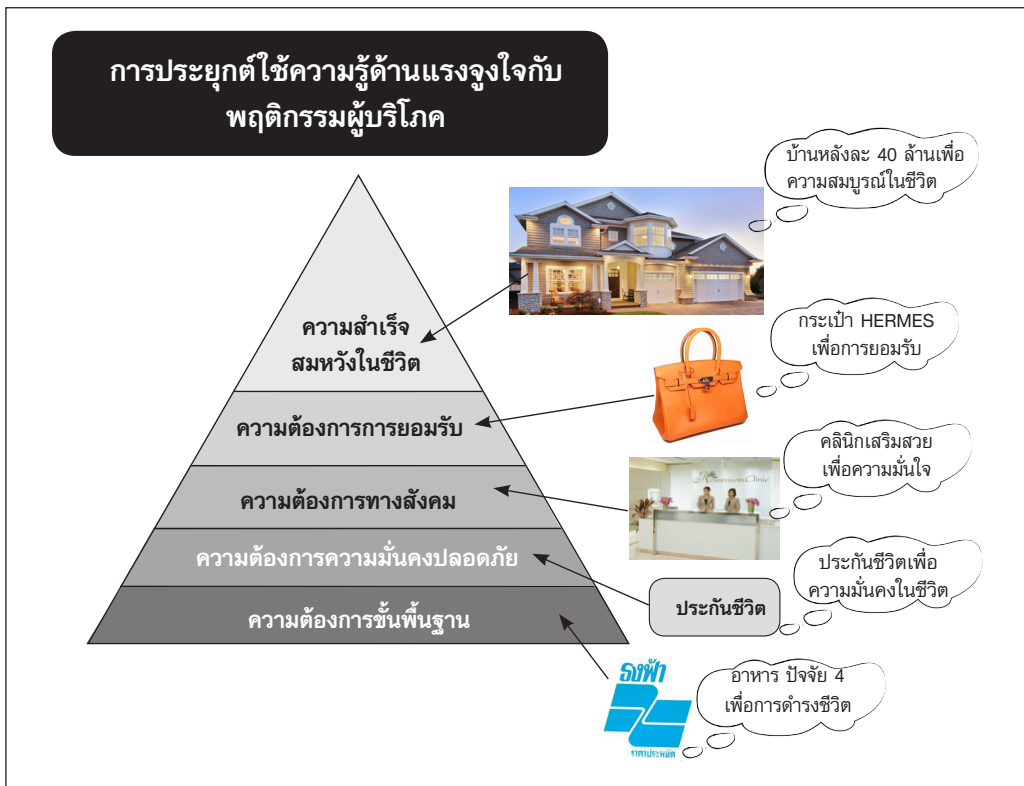 การประยุกต์ใช้ความรู้ด้านแรงจูงใจกับ
พฤติกรรมผู้บริโภค
บ้านหลังละ 40 ล้านเพื่อ
ความสมบูรณ์ในชีวิต
ความสำเร็จ
สมหวังในชีวิต
กระเป๋า HERMES
เพื่อการยอมรับ
ความต้องการการยอมรับ
คลินิกเสริมสวย
เพื่อความมั่นใจ
Clinic
ความต้องการทางสังคม
ความต้องการความมั่นคงปลอดภัย
ประกันชีวิตเพื่อ
ความมั่นคงในชีวิต
ประกันชีวิต
ความต้องการขั้นพื้นฐาน
ธงฟ้า
ราคาประหยัด
อาหาร ปัจจัย 4
เพื่อการดำรงชีวิต